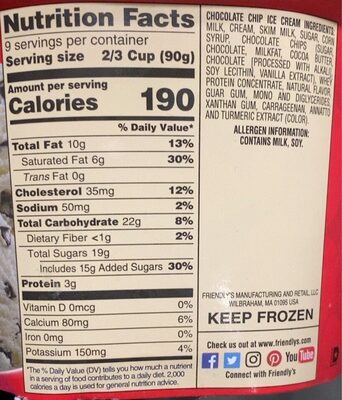 Nutrition Facts
9 servings per container
Serving size 2/3 Cup (90g)
Amount per serving
Calories 190
% Daily Value*
Total Fat 10g 13%
Saturated Fat 6g 30%
Trans Fat 0g
Cholesterol 35mg 12%
Sodium 50mg 2%
Total Carbohydrate 22g 8%
Dietary Fiber <1g 2%
Total Sugars 19g
Includes 15g Added Sugars 30%
Protein 3g
Vitamin D 0mcg 0%
Calcium 80mg 6%
Iron 0mg 0%
Potassium 150mg 4%
*The % Daily Value (DV) tells you how much a nutrient
in a serving of food contributes to a daily diet. 2,000
calories a day is used for general nutrition advice.
CHOCOLATE CHIP ICE CREAM INGREDIENTS:
MILK, CREAM, SKIM MILK, SUGAR, CORN
SYRUP, CHOCOLATE CHIPS (SUGAR,
CHOCOLATE, MILKFAT, COCOA BUTTER,
CHOCOLATE [PROCESSED WITH ALKALI],
SOY LECITHIN, VANILLA EXTRACT), WHEY
PROTEIN CONCENTRATE, NATURAL FLAVOR,
GUAR GUM, MONO AND DIGLYCERIDES,
XANTHAN GUM, CARRAGEENAN, ANNATTO
AND TURMERIC EXTRACT (COLOR).
ALLERGEN INFORMATION:
CONTAINS MILK, SOY.
FRIENDLY'S MANUFACTURING AND RETAIL, LLC
WILBRAHAM, MA 01095 USA
KEEP FROZEN
Check us out at www.friendlys.com
You Tube
Connect with Friendly's